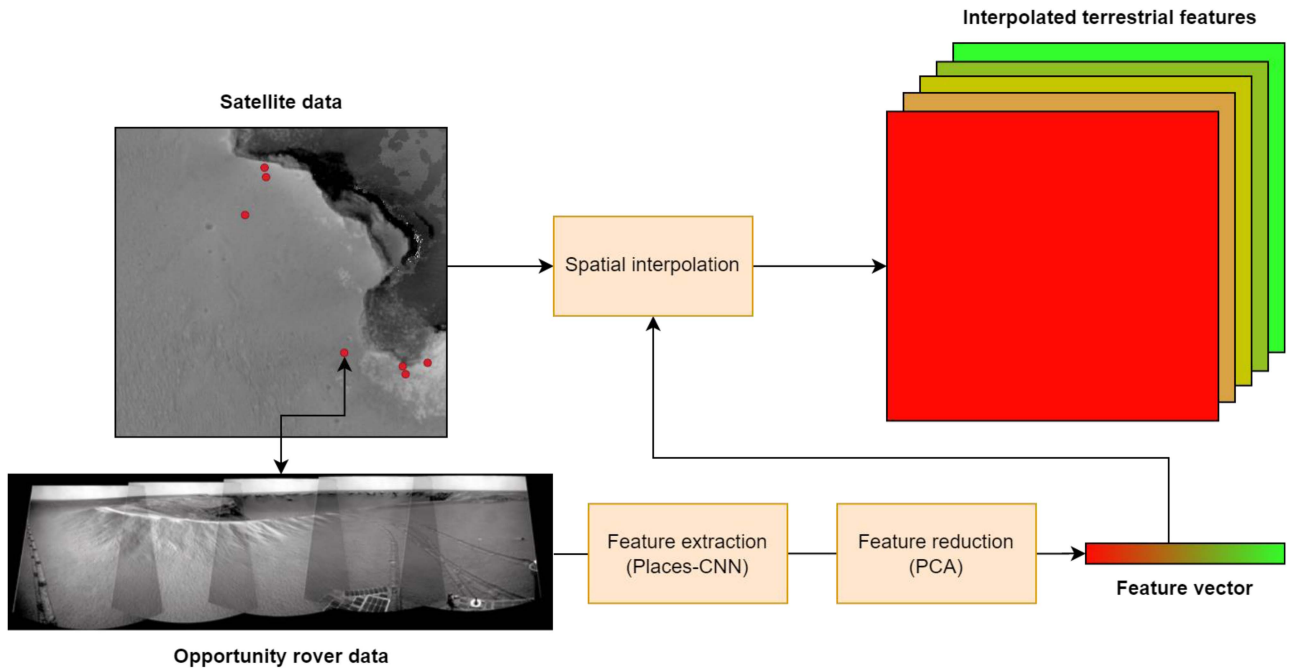 Interpolated terrestrial features
Satellite data
Spatial interpolation
Feature extraction
(Places-CNN)
Feature reduction
(PCA)
Feature vector
Opportunity rover data